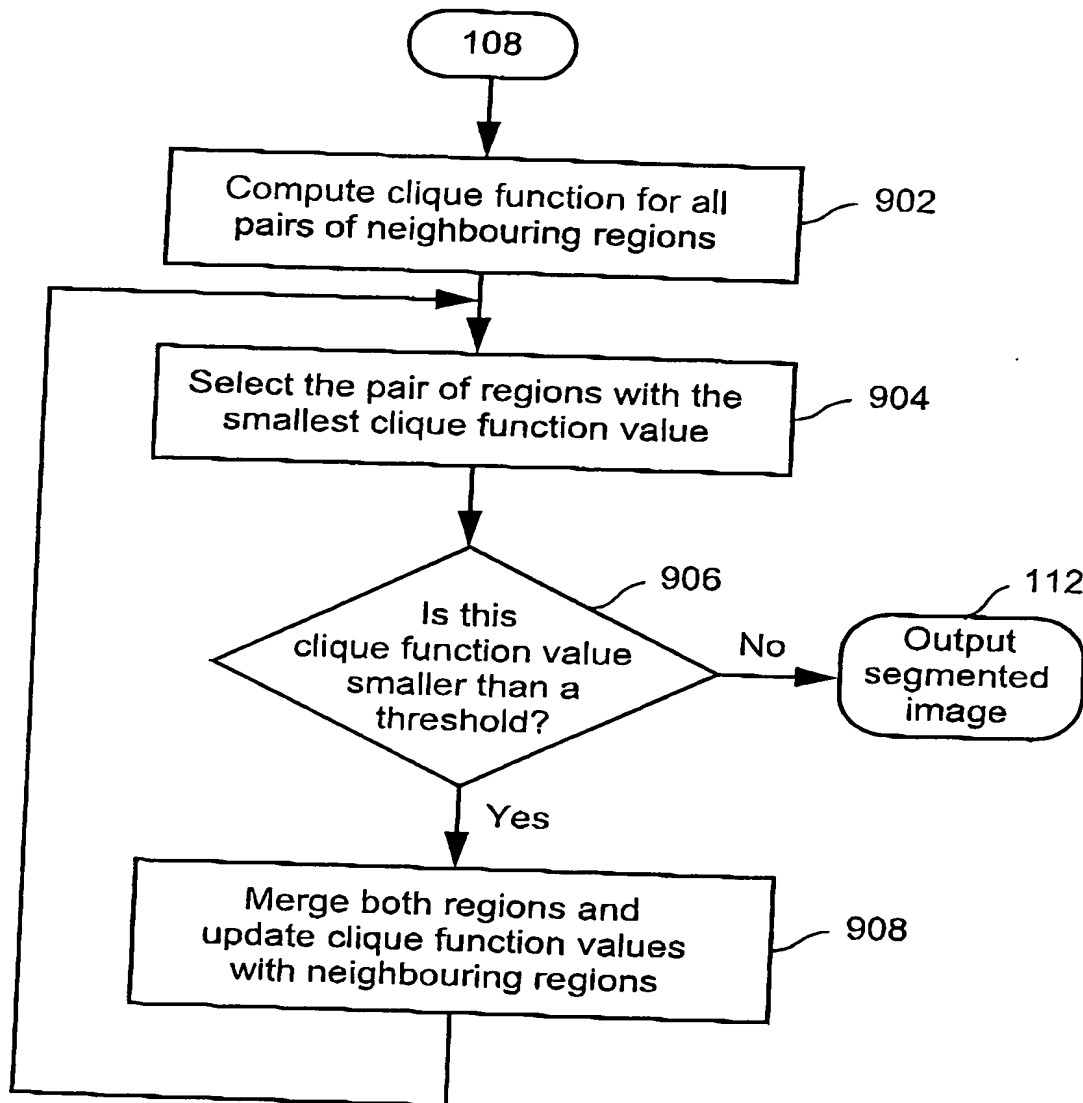 108
Compute clique function for all
pairs of neighbouring regions
902
Select the pair of regions with the
smallest clique function value
904
906
Is this
clique function value
smaller than a
threshold?
No
112
Output
segmented
image
Yes
Merge both regions and
update clique function values
with neighbouring regions
908